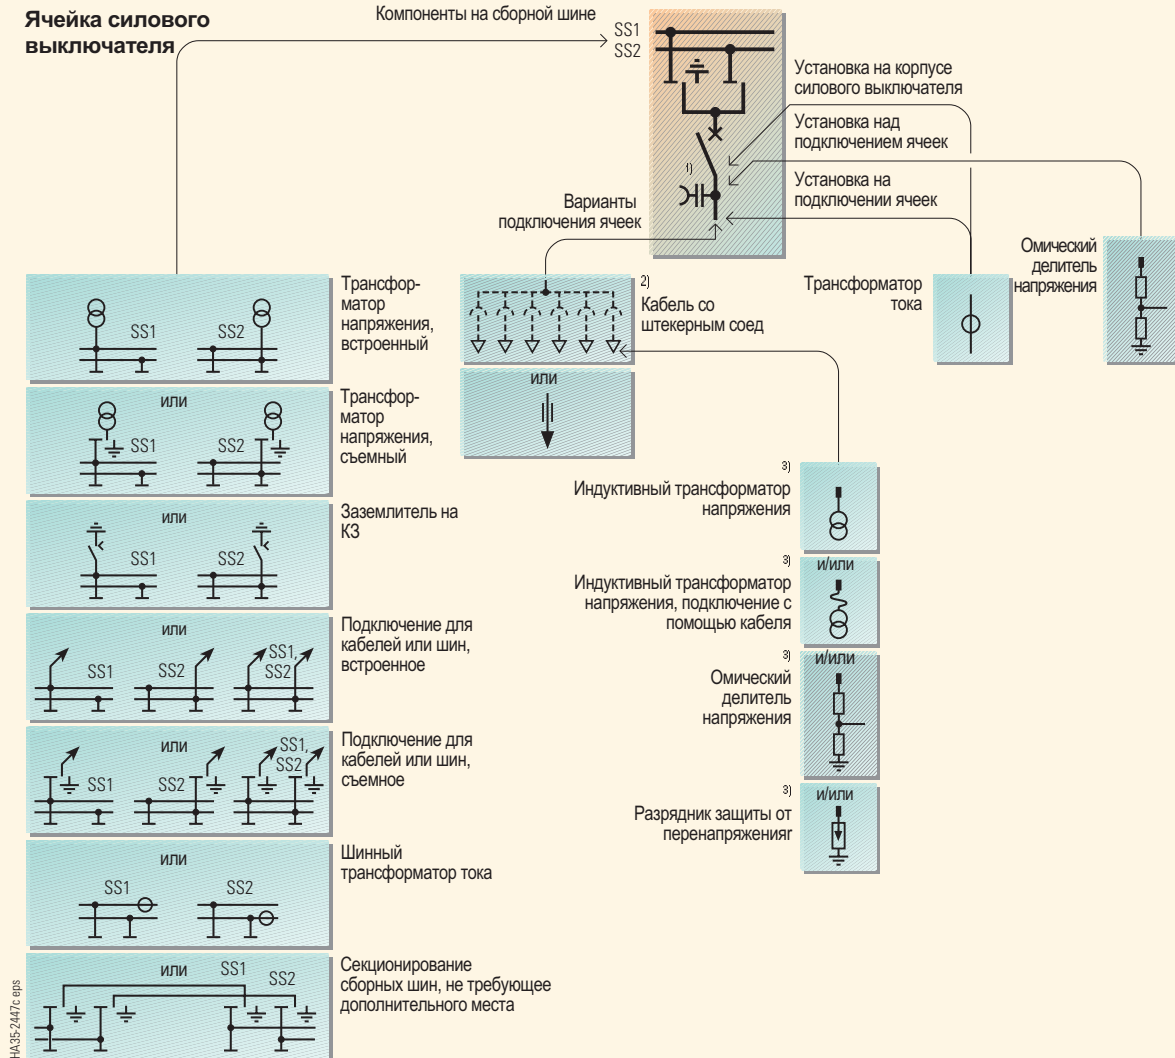 Ячейка силового
выключателя
Компоненты на сборной шине
SS1
SS2
1)
Установка на корпусе
силового выключателя
Установка над
подключением ячеек
Установка на
подключении ячеек
Варианты
подключения ячеек
Трансформатор
тока
Омический
делитель
напряжения
SS1
SS2
Трансфор-
матор
напряжения,
встроенный
или
SS1
SS2
Трансфор-
матор
напряжения,
съемный
или
SS1
SS2
Заземлитель на
КЗ
или
SS1
SS2
SS1,
SS2
Подключение для
кабелей или шин,
встроенное
или
SS1
SS2
SS1,
SS2
Подключение для
кабелей или шин,
съемное
или
SS1
SS2
Шинный
трансформатор тока
или
SS1
SS2
Секционирование
сборных шин, не требующее
дополнительного места
2)
Кабель со
штекерным соед
или
3)
Индуктивный трансформатор
напряжения
3)
и/или
Индуктивный трансформатор
напряжения, подключение с
помощью кабеля
3)
и/или
Омический
делитель
напряжения
3)
и/или
Разрядник защиты от
перенапряженияr
HA35-2447c eps